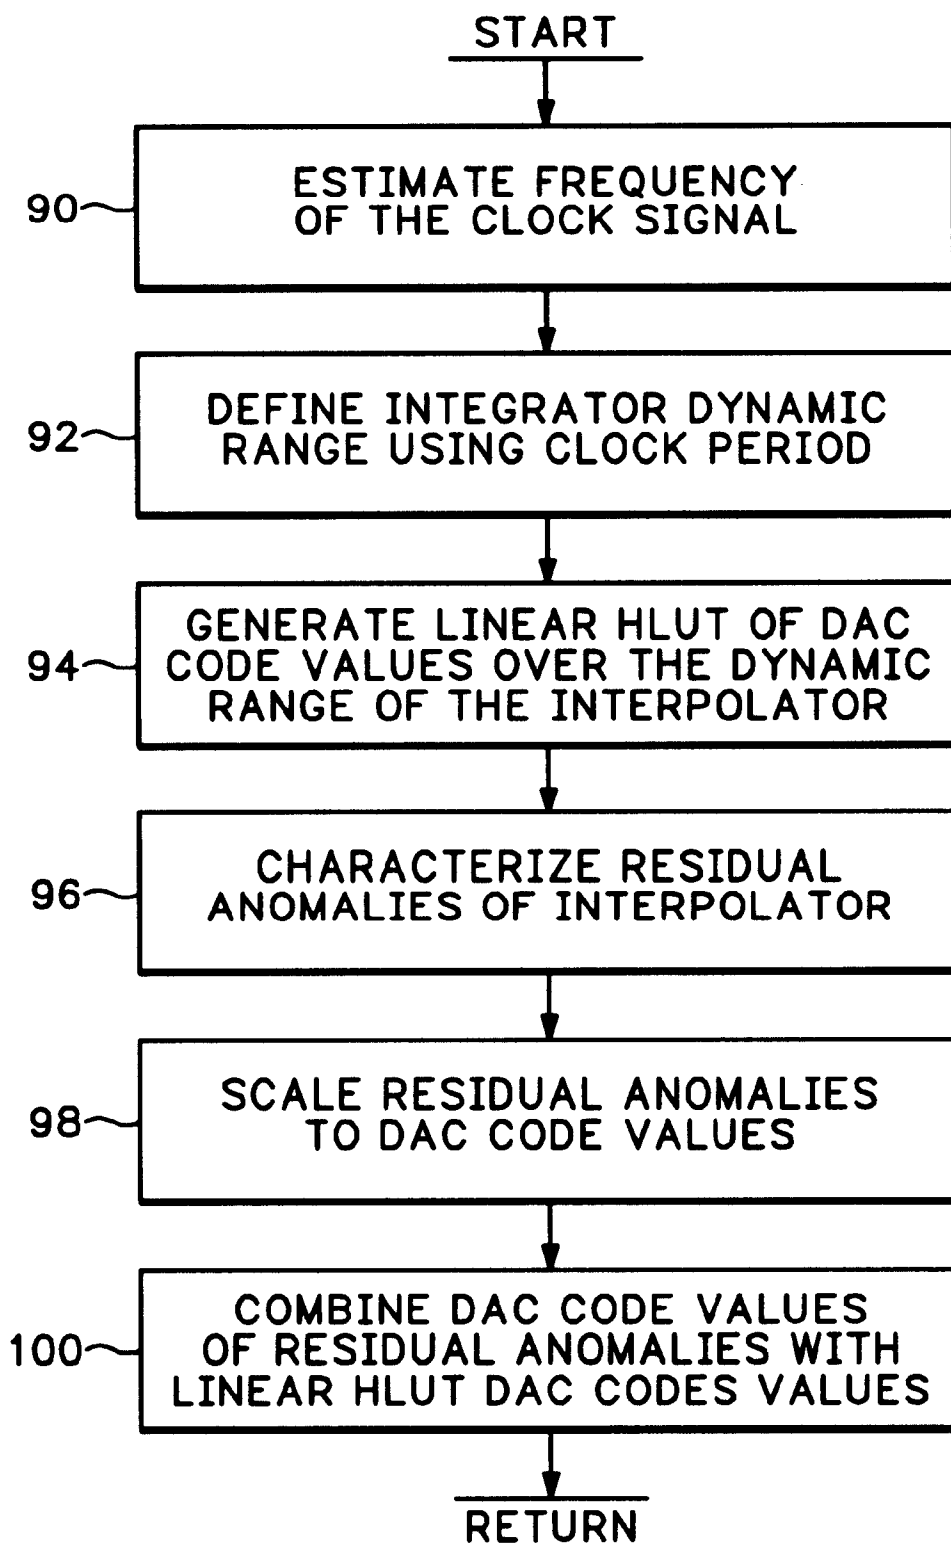 START
90
ESTIMATE FREQUENCY
OF THE CLOCK SIGNAL
92
DEFINE INTEGRATOR DYNAMIC
RANGE USING CLOCK PERIOD
94
GENERATE LINEAR HLUT OF DAC
CODE VALUES OVER THE DYNAMIC
RANGE OF THE INTERPOLATOR
96
CHARACTERIZE RESIDUAL
ANOMALIES OF INTERPOLATOR
98
SCALE RESIDUAL ANOMALIES
TO DAC CODE VALUES
100
COMBINE DAC CODE VALUES
OF RESIDUAL ANOMALIES WITH
LINEAR HLUT DAC CODES VALUES
RETURN